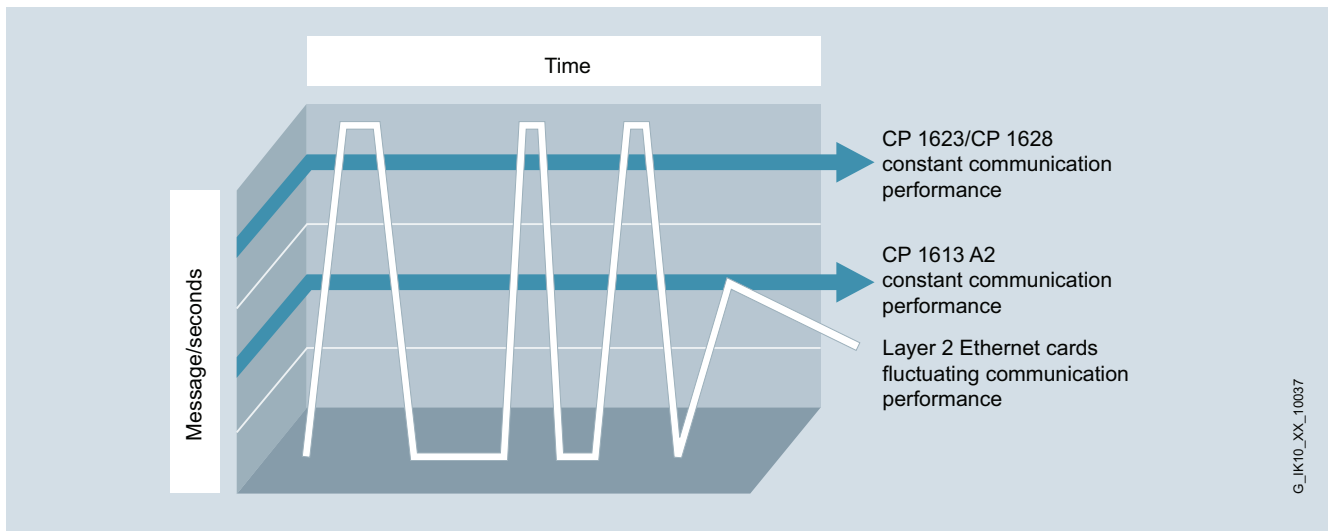 Time
Message/seconds
CP 1623/CP 1628
constant communication
performance
CP 1613 A2
constant communication
performance
Layer 2 Ethernet cards
fluctuating communication
performance
G_IK10_XX_10037